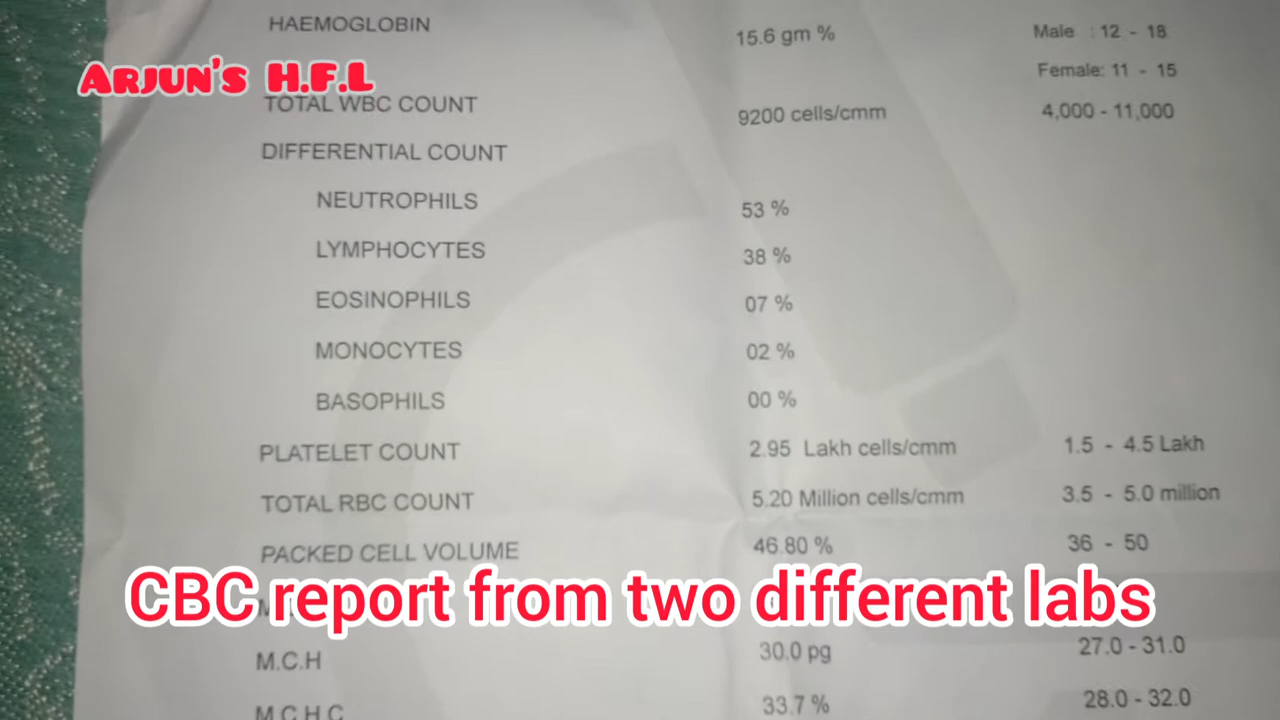 HAEMOGLOBIN 15.6 gm % Male : 12 - 18
Female: 11 - 15
ARJUN'S H.F.L
TOTAL WBC COUNT 9200 cells/cmm 4,000 - 11,000
DIFFERENTIAL COUNT
NEUTROPHILS 53 %
LYMPHOCYTES 38 %
EOSINOPHILS 07 %
MONOCYTES 02 %
BASOPHILS 00 %
PLATELET COUNT 2.95 Lakh cells/cmm 1.5 - 4.5 Lakh
TOTAL RBC COUNT 5.20 Million cells/cmm 3.5 - 5.0 million
PACKED CELL VOLUME 46.80 % 36 - 50
CBC report from two different labs
M.C.H 30.0 pg 27.0 - 31.0
M.C.H.C 33.7 % 28.0 - 32.0